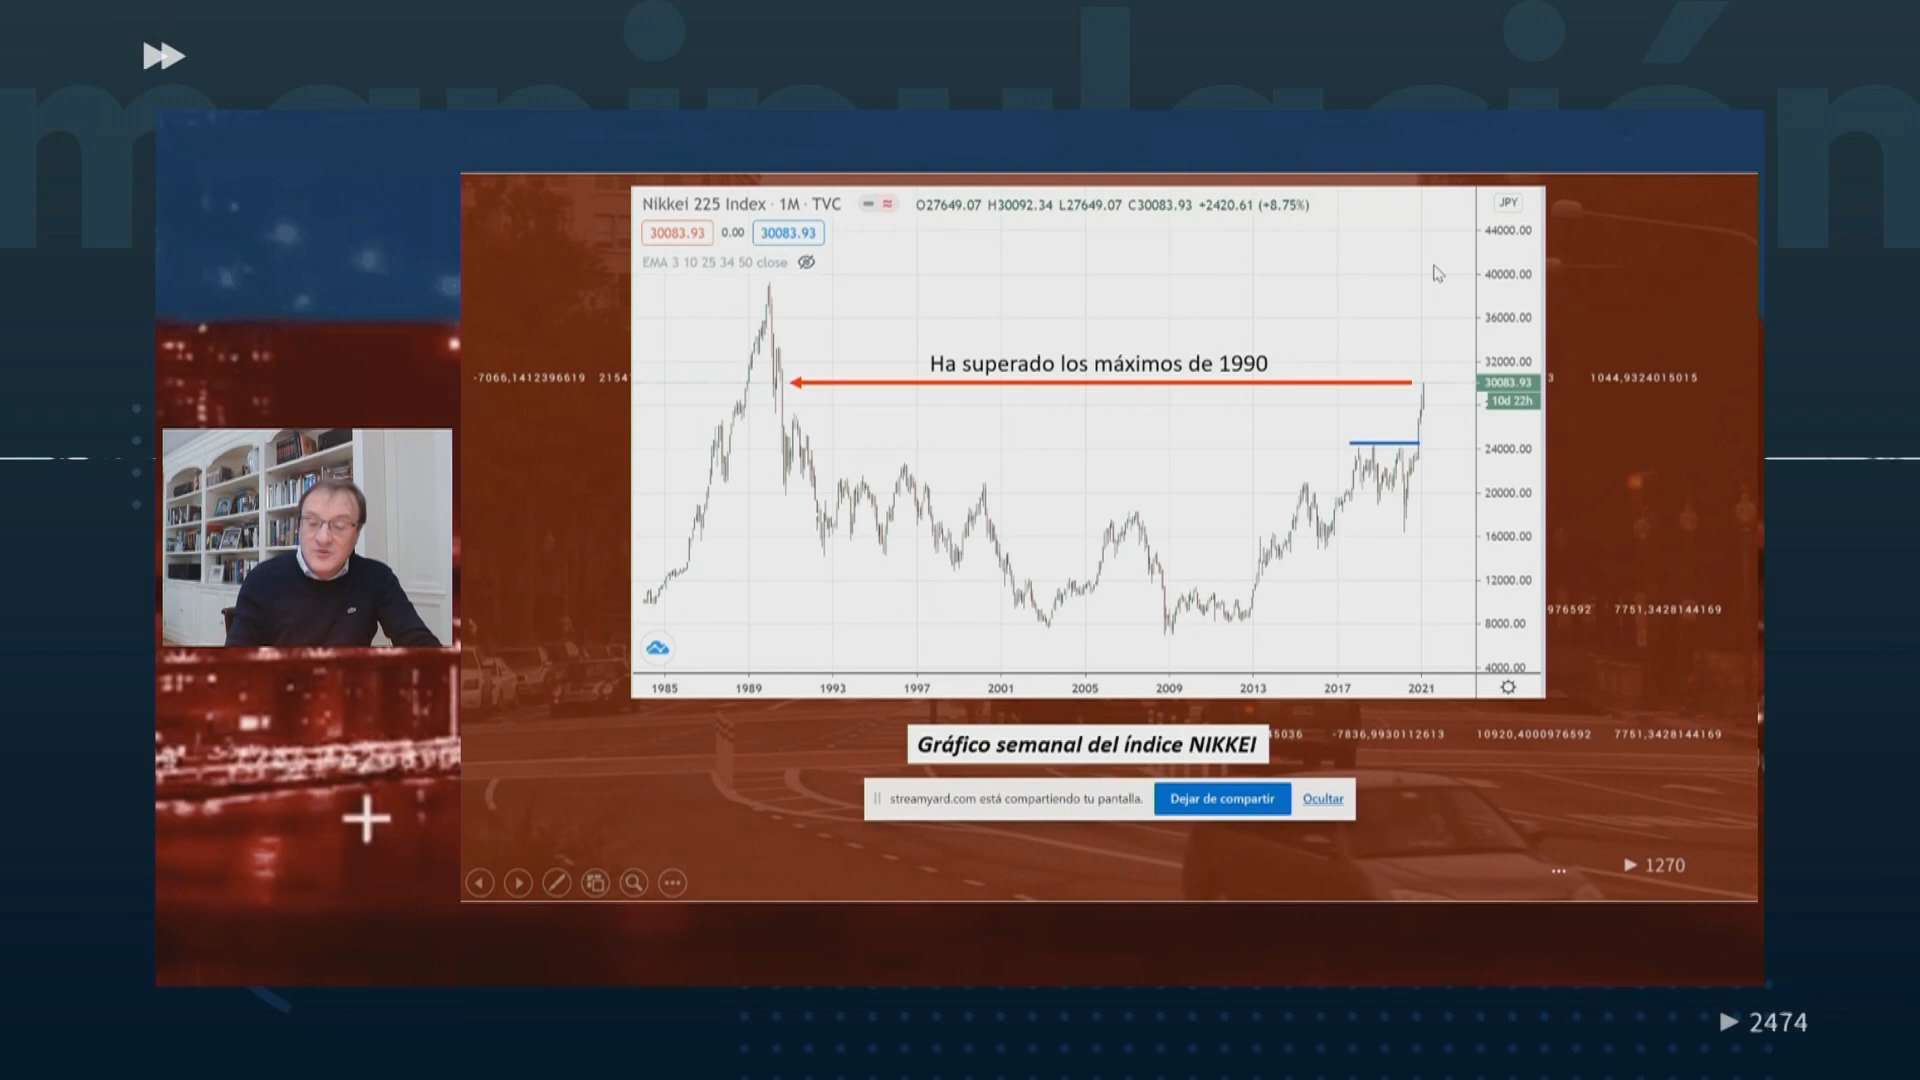 manipulación
Nikkei 225 Index · 1M · TVC
O27649.07 H30092.34 L27649.07 C30083.93 +2420.61 (+8.75%)
JPY
30083.93 0.00 30083.93
EMA 3 10 25 34 50 close
44000.00
40000.00
36000.00
32000.00
Ha superado los máximos de 1990
30083.93
10d 22h
24000.00
20000.00
16000.00
12000.00
8000.00
4000.00
1985 1989 1993 1997 2001 2005 2009 2013 2017 2021
-7066,1412396619 2154
3 1044,9324015015
976592 7751,3428144169
Gráfico semanal del índice NIKKEI
45036 -7836,9930112613 10920,4000976592 7751,3428144169
streamyard.com está compartiendo tu pantalla. Dejar de compartir Ocultar
1270
2474